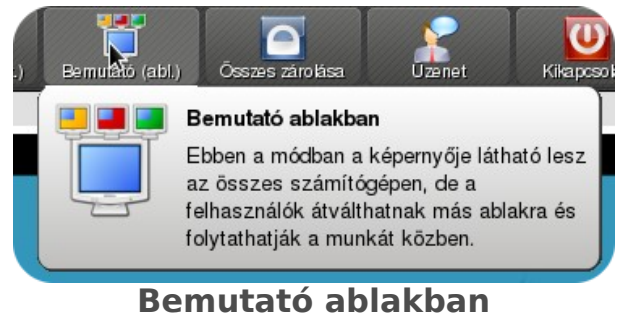 .)
Bemutató (abl.)
Összes zárolása
Üzenet
Kikapcsol
Bemutató ablakban
Ebben a módban a képernyője látható lesz
az összes számítógépen, de a
felhasználók átválthatnak más ablakra és
folytathatják a munkát közben.
Bemutató ablakban